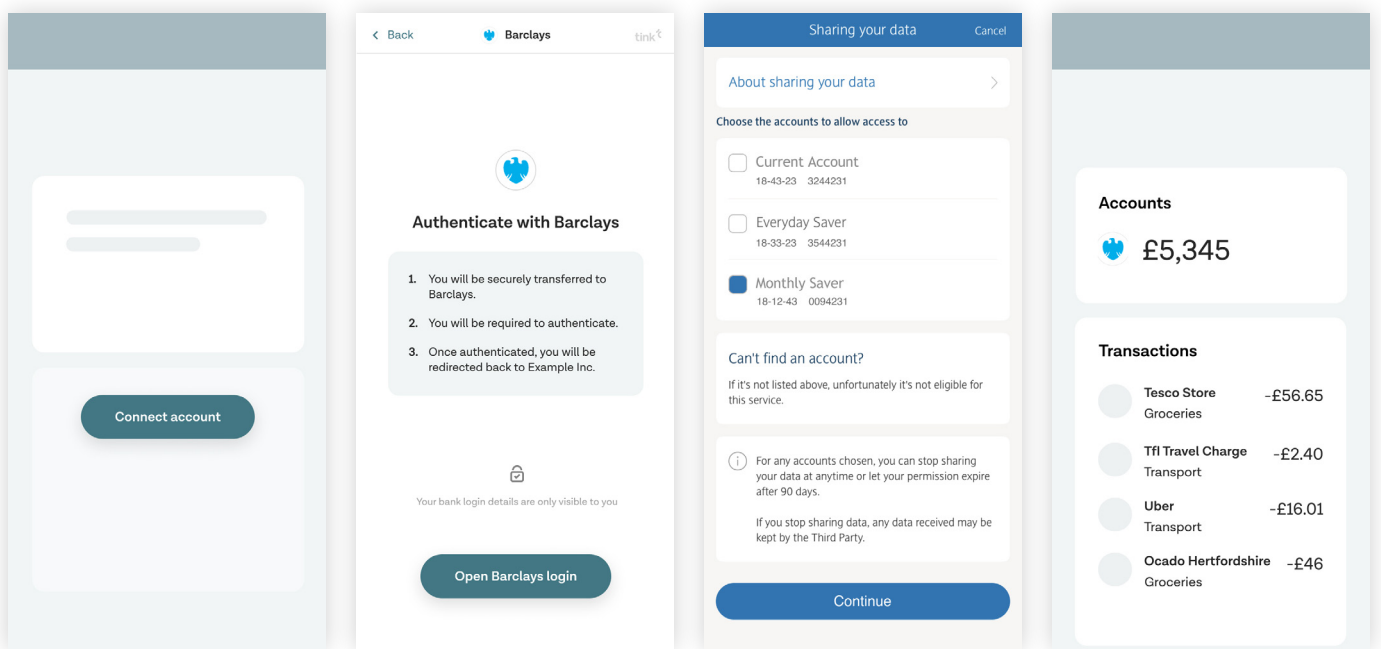 Connect account
Back
Barclays
tink
Authenticate with Barclays
1. You will be securely transferred to
Barclays.
2. You will be required to authenticate.
3. Once authenticated, you will be
redirected back to Example Inc.
Your bank login details are only visible to you
Open Barclays login
Sharing your data
Cancel
About sharing your data
Choose the accounts to allow access to
Current Account
18-43-23 3244231
Everyday Saver
18-33-23 3544231
Monthly Saver
18-12-43 0094231
Can't find an account?
If it's not listed above, unfortunately it's not eligible for
this service.
For any accounts chosen, you can stop sharing
your data at anytime or let your permission expire
after 90 days.
If you stop sharing data, any data received may be
kept by the Third Party.
Continue
Accounts
£5,345
Transactions
Tesco Store -£56.65
Groceries
Tfl Travel Charge -£2.40
Transport
Uber -£16.01
Transport
Ocado Hertfordshire -£46
Groceries